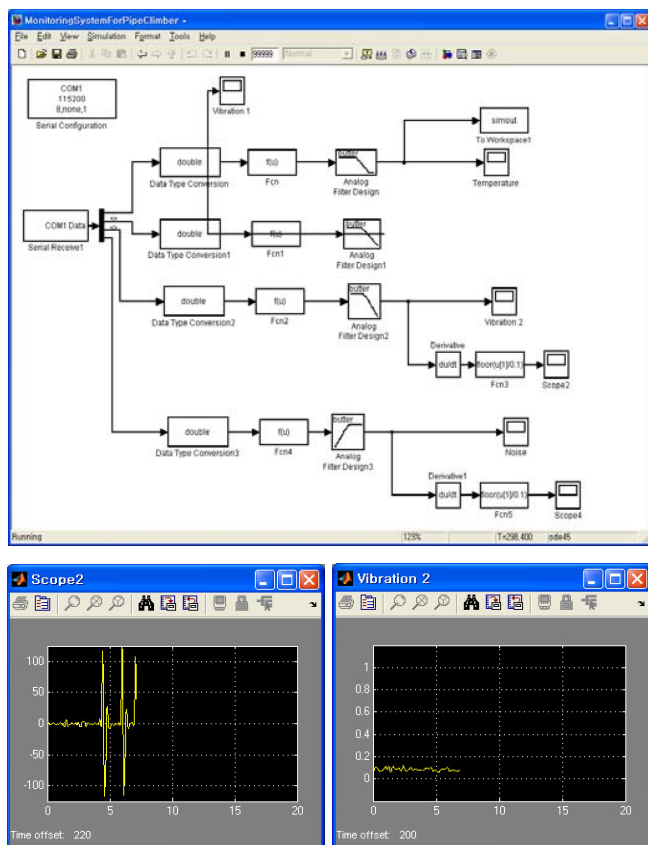 MonitoringSystemForPipeClimber *
File Edit View Simulation Format Tools Help
99999
Normal
COM1
115200
8,none,1
Serial Configuration
Vibration 1
simout
To Workspace1
double
Data Type Conversion
f(u)
Fcn
butter
Analog
Filter Design
Temperature
COM1 Data
Serial Receive1
double
Data Type Conversion1
f(u)
Fcn1
butter
Analog
Filter Design1
double
Data Type Conversion2
f(u)
Fcn2
butter
Analog
Filter Design2
Vibration 2
Derivative
du/dt
floor(u[1]/0.1)
Fcn3
Scope2
double
Data Type Conversion3
f(u)
Fcn4
butter
Analog
Filter Design3
Noise
Derivative1
du/dt
floor(u[1]/0.1)
Fcn5
Scope4
Running 123% T=298,400 ode45
Scope2
100
50
0
-50
-100
0 5 10 15 20
Time offset: 220
Vibration 2
1
0.8
0.6
0.4
0.2
0
0 5 10 15 20
Time offset: 200